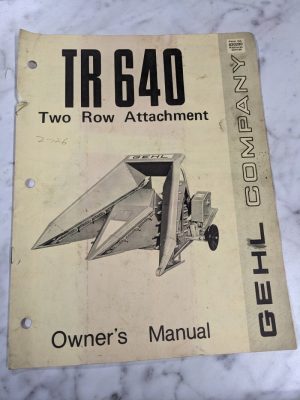 TR 640
Two Row Attachment
GEHL
Owner's Manual
GEHL COMPANY